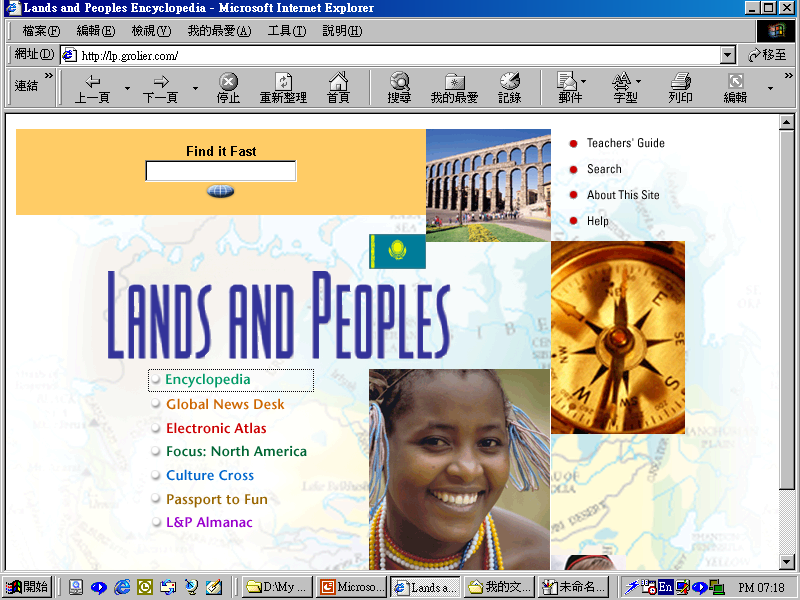 Lands and Peoples Encyclopedia - Microsoft Internet Explorer
檔案(F) 編輯(E) 檢視(V) 我的最愛(A) 工具(T) 說明(H)
網址(D) http://lp.grolier.com/ 移至
連結 » 上一頁 下一頁 停止 重新整理 首頁 搜尋 我的最愛 記錄 郵件 字型 列印 編輯 »
Find it Fast
Teachers' Guide
Search
About This Site
Help
LANDS AND PEOPLES
Encyclopedia
Global News Desk
Electronic Atlas
Focus: North America
Culture Cross
Passport to Fun
L&P Almanac
開始 D:\My ... Microso... Lands a... 我的文... 未命名... En PM 07:18